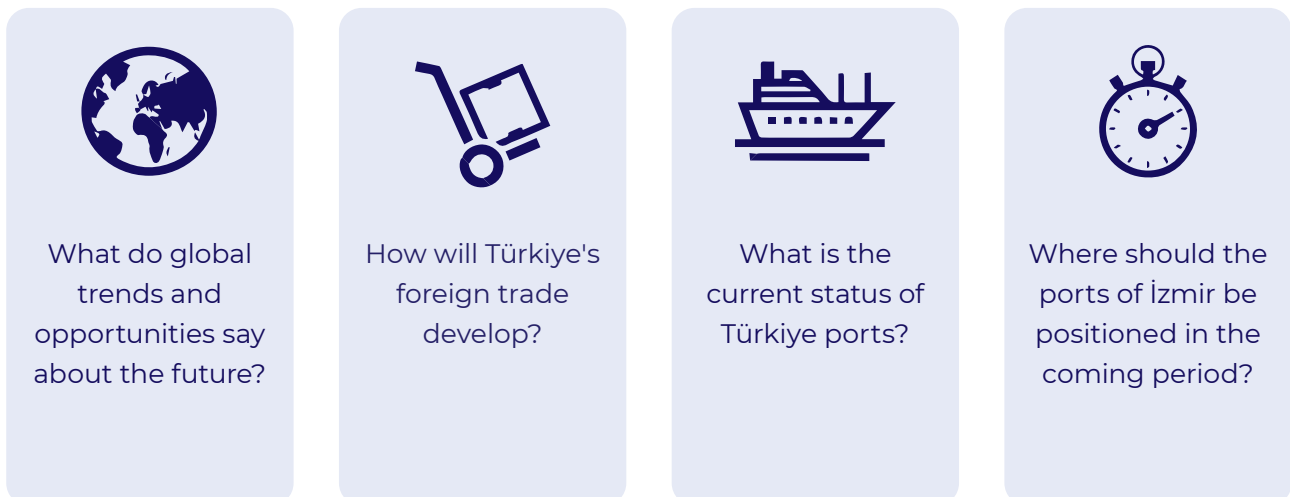 What do global
trends and
opportunities say
about the future?
How will Türkiye's
foreign trade
develop?
What is the
current status of
Türkiye ports?
Where should the
ports of İzmir be
positioned in the
coming period?